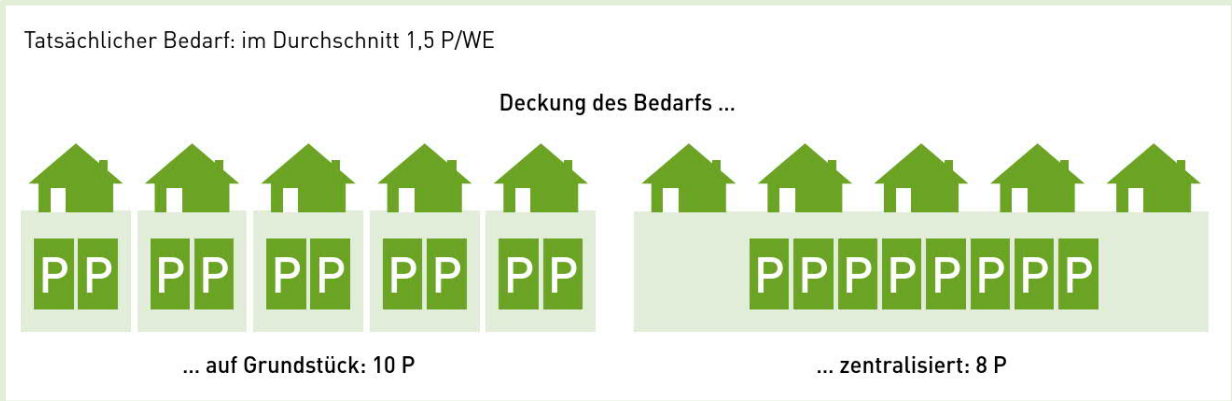 Tatsächlicher Bedarf: im Durchschnitt 1,5 P/WE
Deckung des Bedarfs ...
P P P P P P P P P P
P P P P P P P P
... auf Grundstück: 10 P
... zentralisiert: 8 P